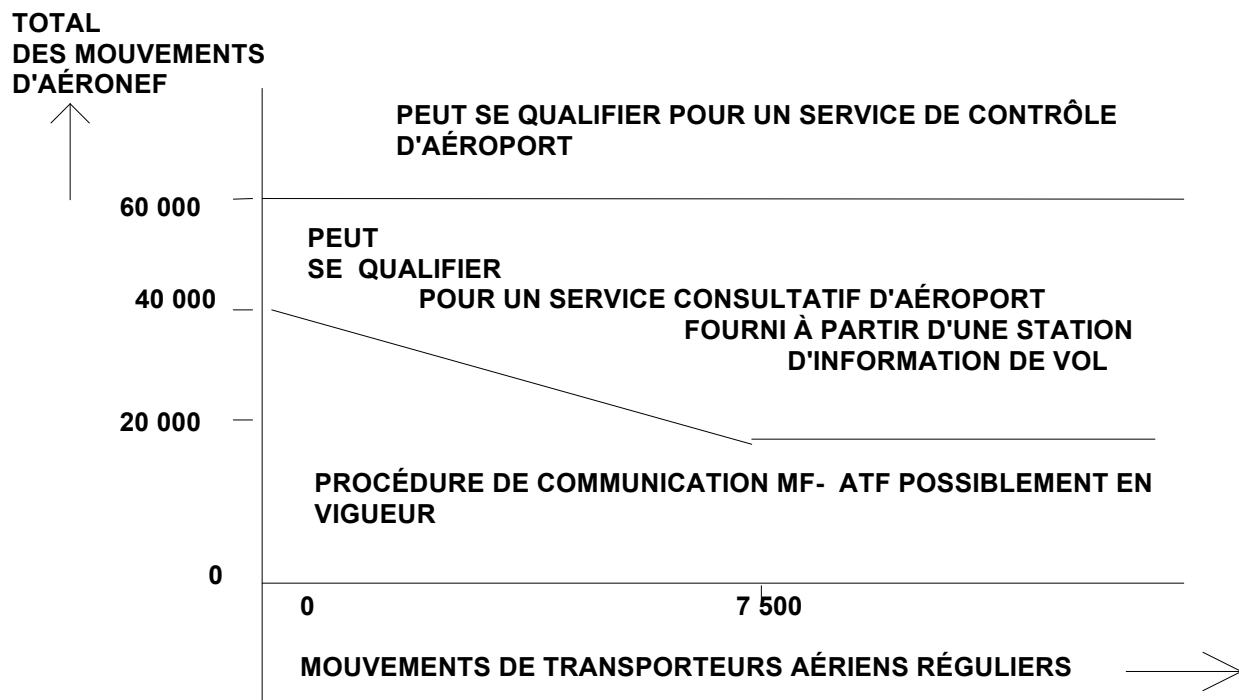 TOTAL
DES MOUVEMENTS
D'AÉRONEF
PEUT SE QUALIFIER POUR UN SERVICE DE CONTRÔLE
D'AÉROPORT
60 000
PEUT
SE QUALIFIER
40 000
POUR UN SERVICE CONSULTATIF D'AÉROPORT
FOURNI À PARTIR D'UNE STATION
D'INFORMATION DE VOL
20 000
PROCÉDURE DE COMMUNICATION MF- ATF POSSIBLEMENT EN
VIGUEUR
0
0
7 500
MOUVEMENTS DE TRANSPORTEURS AÉRIENS RÉGULIERS